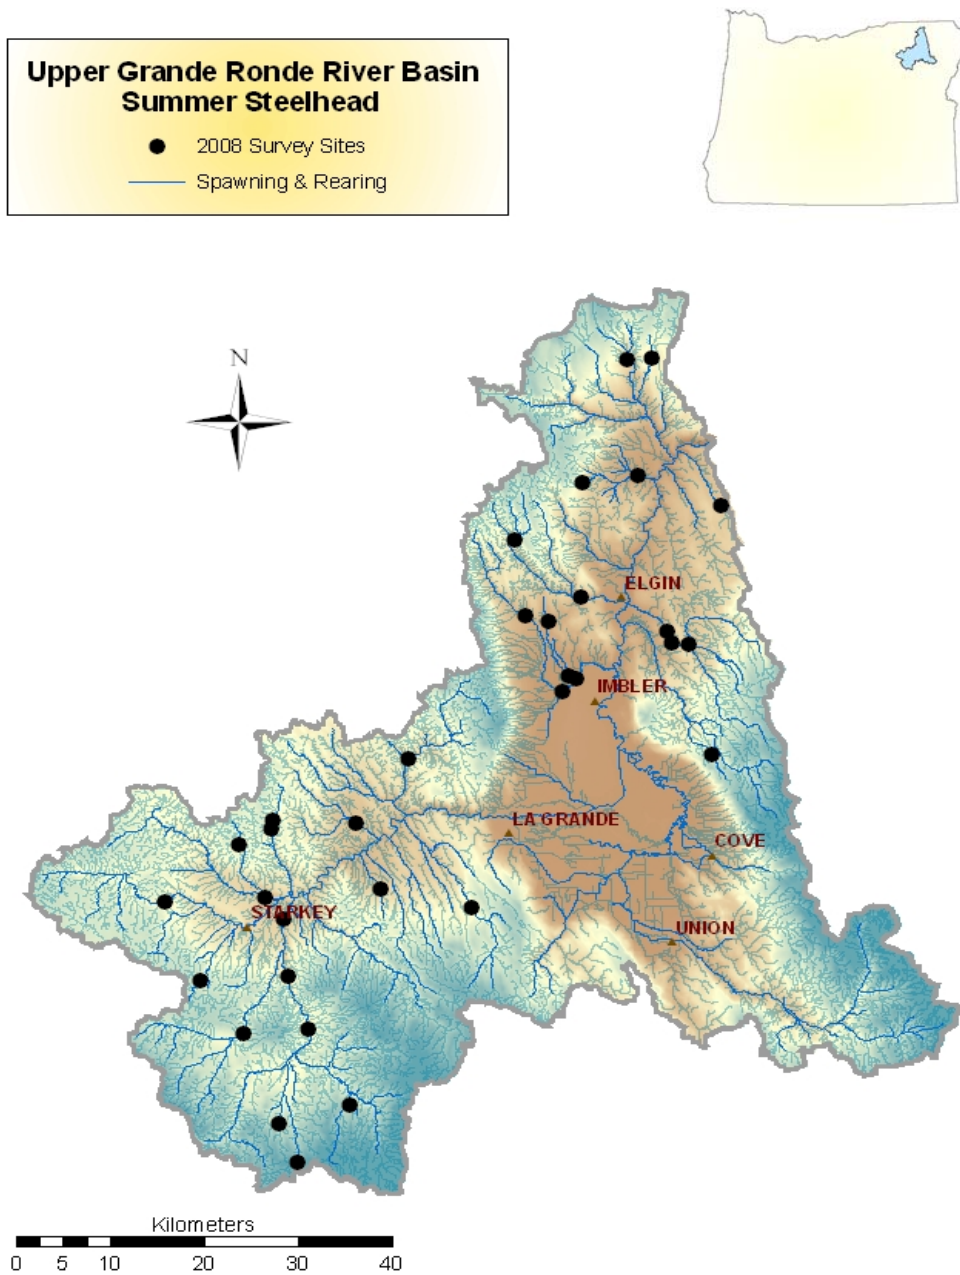 Upper Grande Ronde River Basin
Summer Steelhead
2008 Survey Sites
Spawning & Rearing
N
ELGIN
IMBLER
LA GRANDE
COVE
STARKEY
UNION
Kilometers
0 5 10 20 30 40